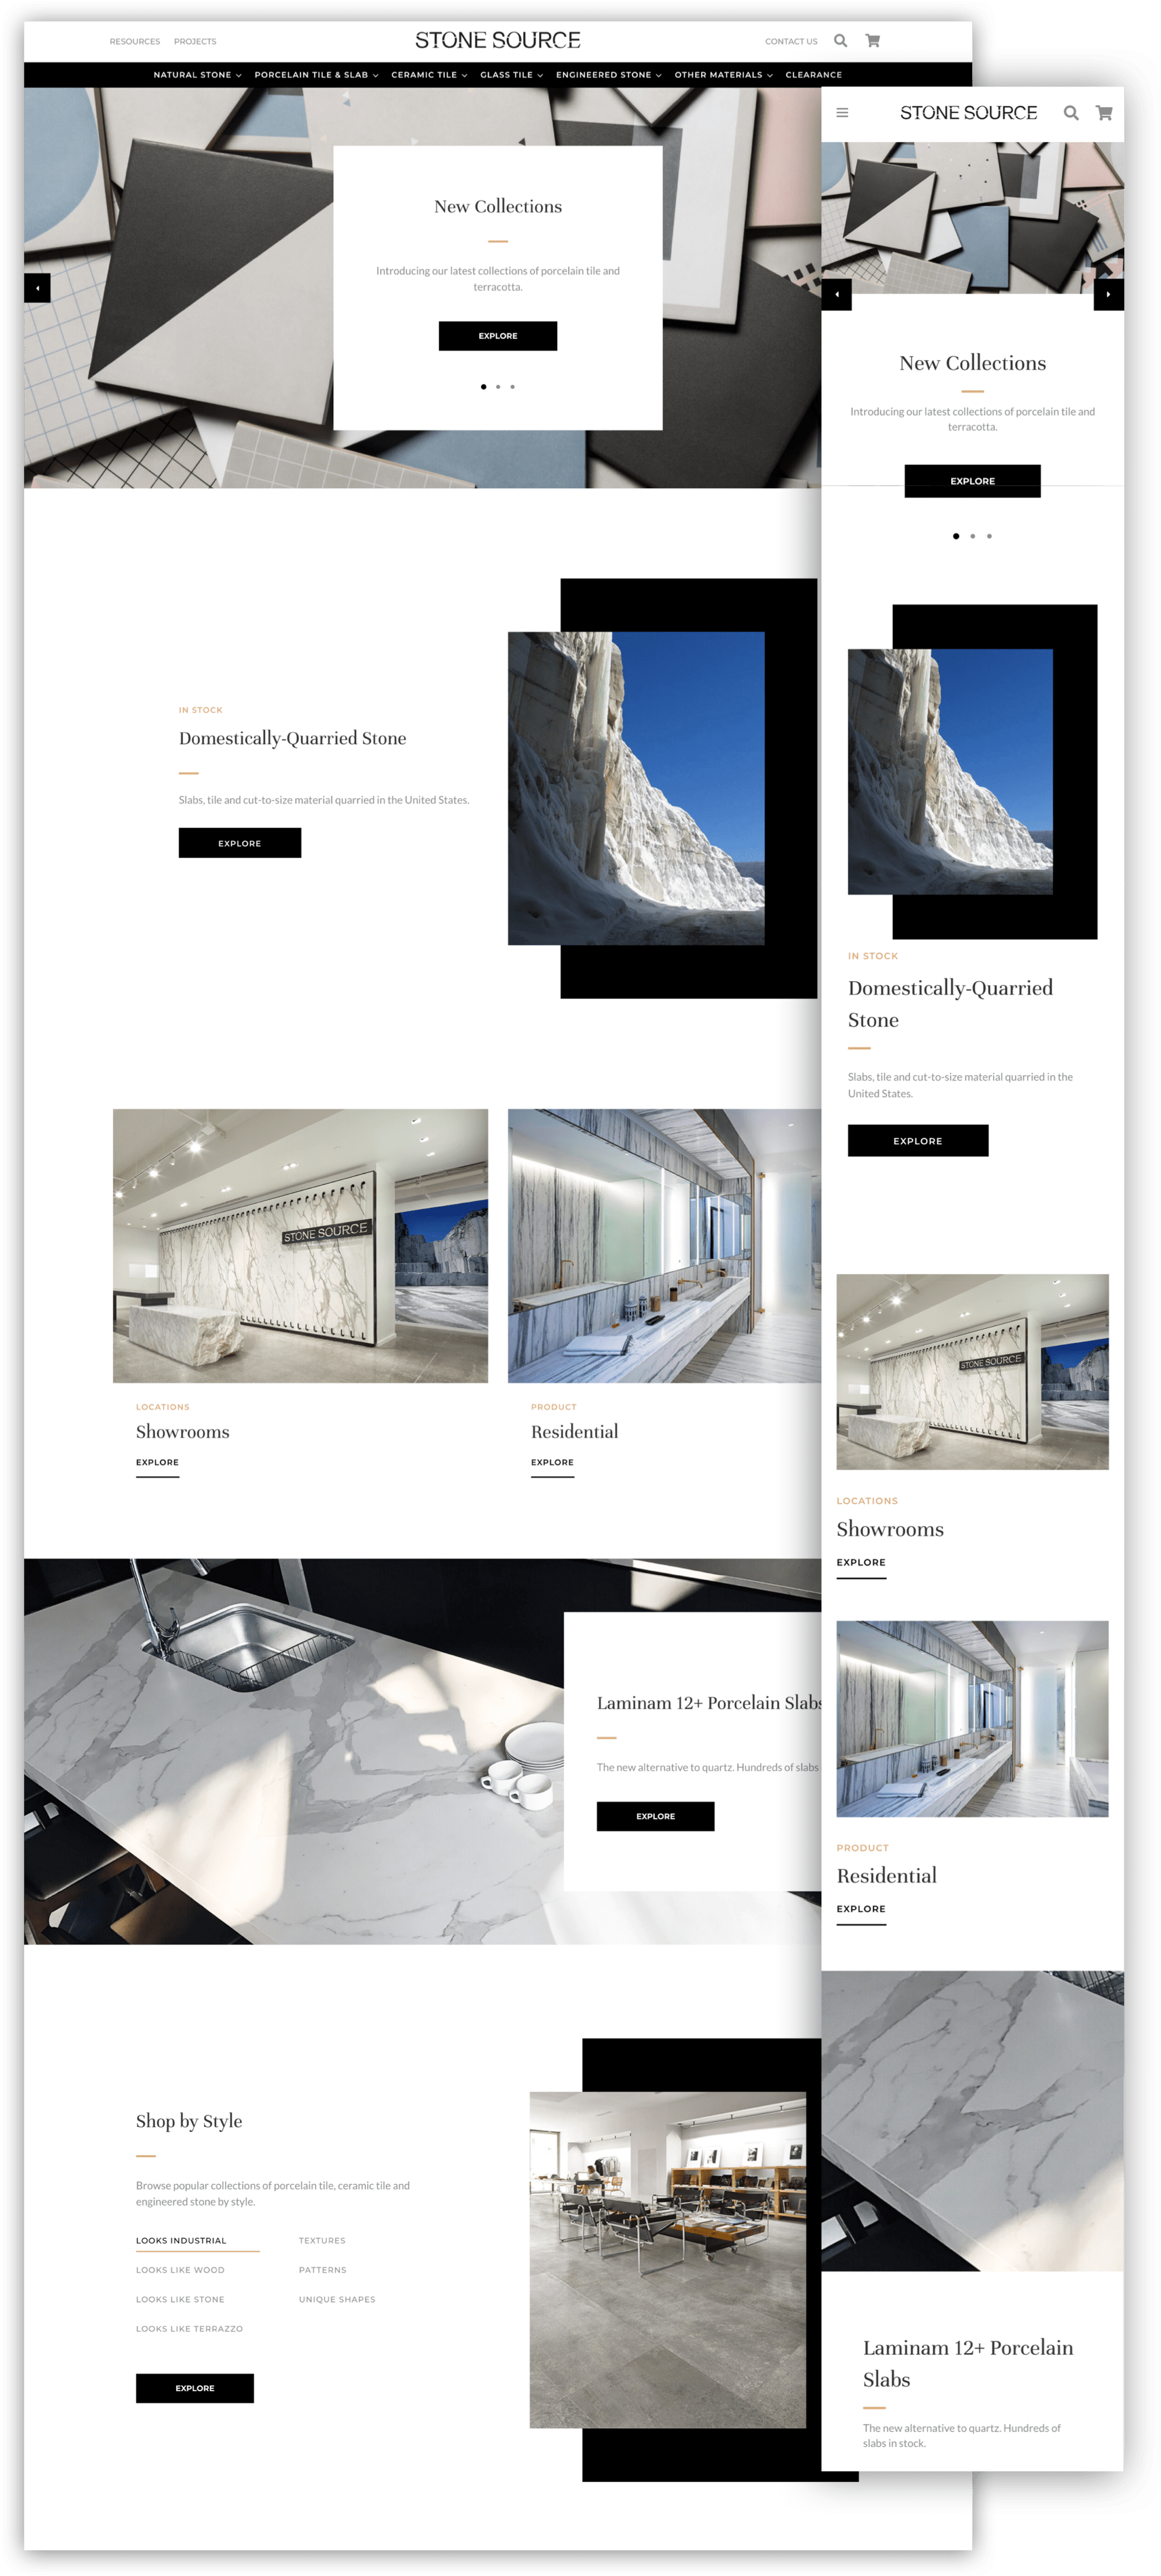 RESOURCES PROJECTS STONE SOURCE CONTACT US
NATURAL STONE PORCELAIN TILE & SLAB CERAMIC TILE GLASS TILE ENGINEERED STONE OTHER MATERIALS CLEARANCE
New Collections
Introducing our latest collections of porcelain tile and
terracotta.
EXPLORE
IN STOCK
Domestically-Quarried Stone
Slabs, tile and cut-to-size material quarried in the United States.
EXPLORE
STONE SOURCE
LOCATIONS
Showrooms
EXPLORE
PRODUCT
Residential
EXPLORE
Laminam 12+ Porcelain Slabs
The new alternative to quartz. Hundreds of slabs
EXPLORE
Shop by Style
Browse popular collections of porcelain tile, ceramic tile and
engineered stone by style.
LOOKS INDUSTRIAL TEXTURES
LOOKS LIKE WOOD PATTERNS
LOOKS LIKE STONE UNIQUE SHAPES
LOOKS LIKE TERRAZZO
EXPLORE
STONE SOURCE
New Collections
Introducing our latest collections of porcelain tile and
terracotta.
EXPLORE
IN STOCK
Domestically-Quarried
Stone
Slabs, tile and cut-to-size material quarried in the
United States.
EXPLORE
STONE SOURCE
LOCATIONS
Showrooms
EXPLORE
PRODUCT
Residential
EXPLORE
Laminam 12+ Porcelain
Slabs
The new alternative to quartz. Hundreds of
slabs in stock.